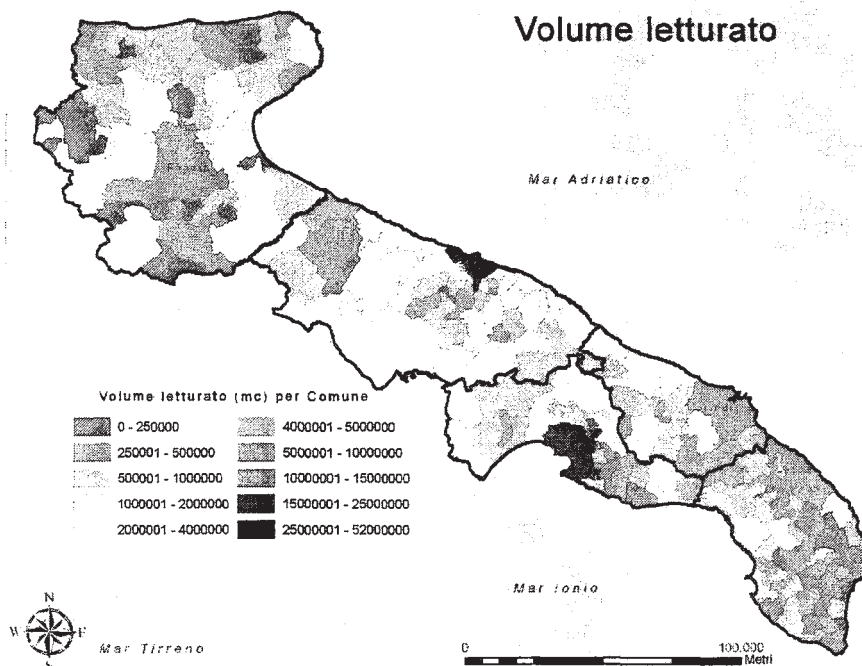 Volume letturato
Mar Adriatico
Volume letturato (mc) per Comune
0 - 250000
250001 - 500000
500001 - 1000000
1000001 - 2000000
2000001 - 4000000
4000001 - 5000000
5000001 - 10000000
10000001 - 15000000
15000001 - 25000000
25000001 - 52000000
Mar Ionio
N
W E
S
Mar Tirreno
0 100.000
Metri